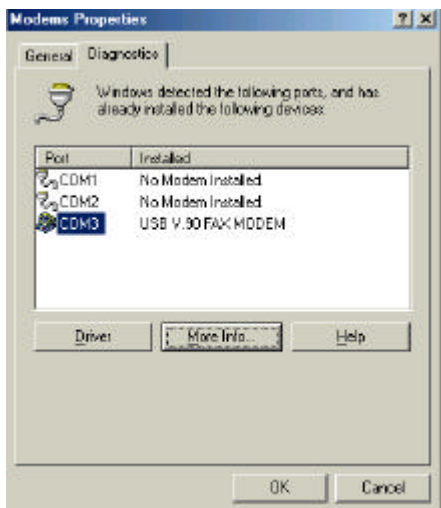 Modems Properties
? X
General Diagnostics
Windows detected the following ports, and has
already installed the following devices:
Port Installed
COM1 No Modem Installed.
COM2 No Modem Installed.
COM3 USB V.90 FAX MODEM
Driver More Info... Help
OK Cancel